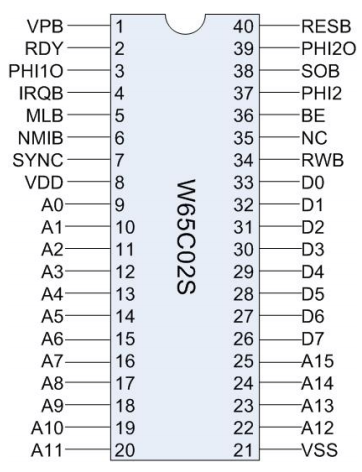 VPB 1 40 RESB
RDY 2 39 PHI2O
PHI1O 3 38 SOB
IRQB 4 37 PHI2
MLB 5 36 BE
NMIB 6 35 NC
SYNC 7 34 RWB
VDD 8 33 D0
A0 9 32 D1
A1 10 31 D2
A2 11 30 D3
A3 12 29 D4
A4 13 28 D5
A5 14 27 D6
A6 15 26 D7
A7 16 25 A15
A8 17 24 A14
A9 18 23 A13
A10 19 22 A12
A11 20 21 VSS
W65C02S